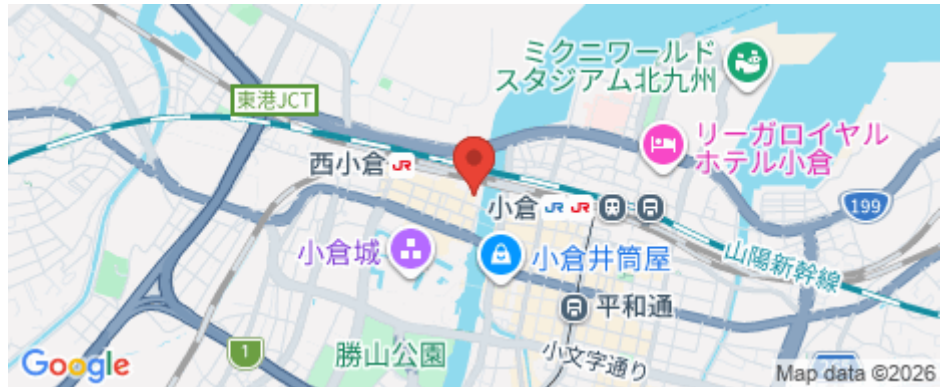 ミクニワールド
スタジアム北九州
東港JCT
リーガロイヤル
ホテル小倉
西小倉 JR
小倉 JR JR
199
小倉城
小倉井筒屋
山陽新幹線
平和通
1
勝山公園
小文字通り
Google
Map data ©2026